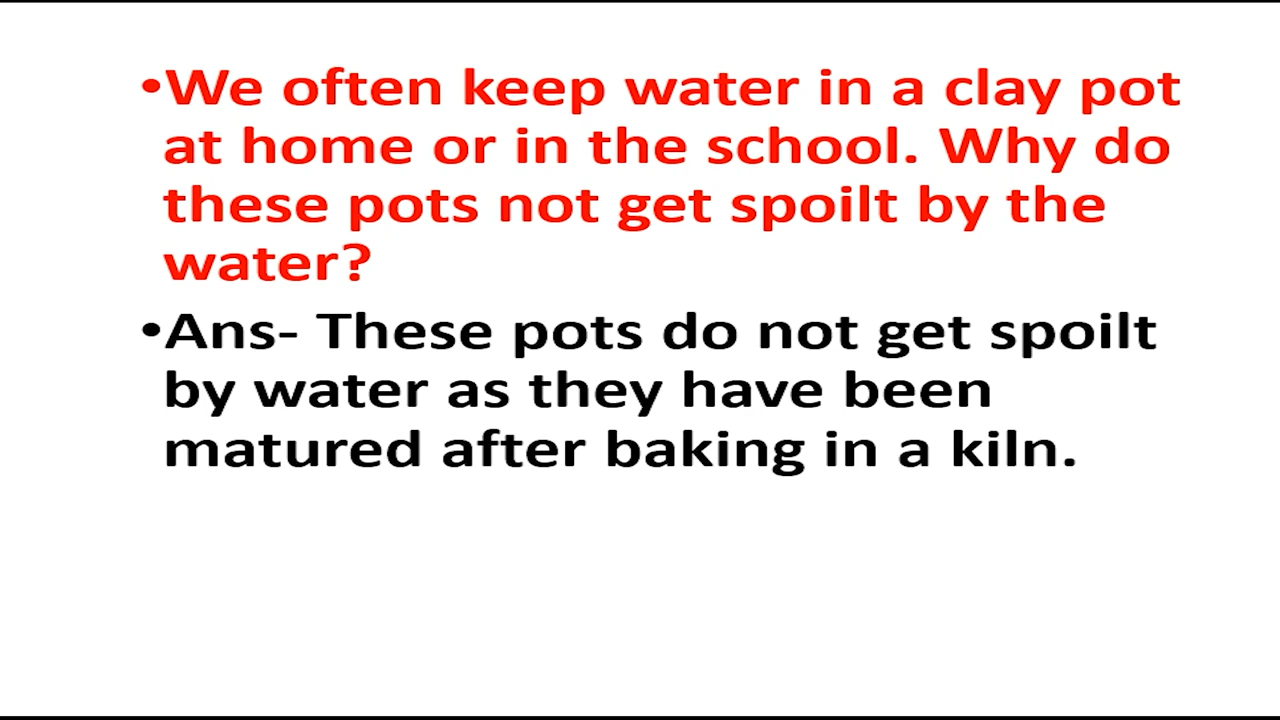 •We often keep water in a clay pot
at home or in the school. Why do
these pots not get spoilt by the
water?
•Ans- These pots do not get spoilt
by water as they have been
matured after baking in a kiln.